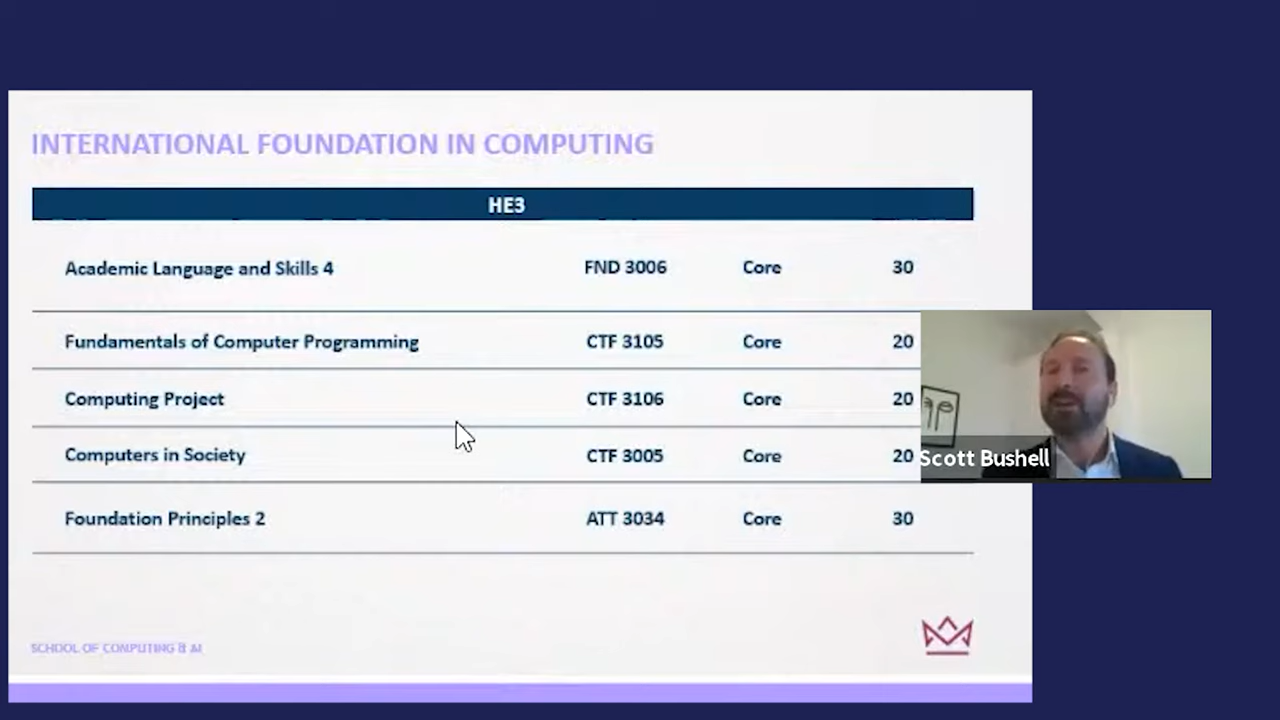 INTERNATIONAL FOUNDATION IN COMPUTING
HE3
Academic Language and Skills 4 FND 3006 Core 30
Fundamentals of Computer Programming CTF 3105 Core 20
Computing Project CTF 3106 Core 20
Computers in Society CTF 3005 Core 20
Scott Bushell
Foundation Principles 2 ATT 3034 Core 30
SCHOOL OF COMPUTING & AI